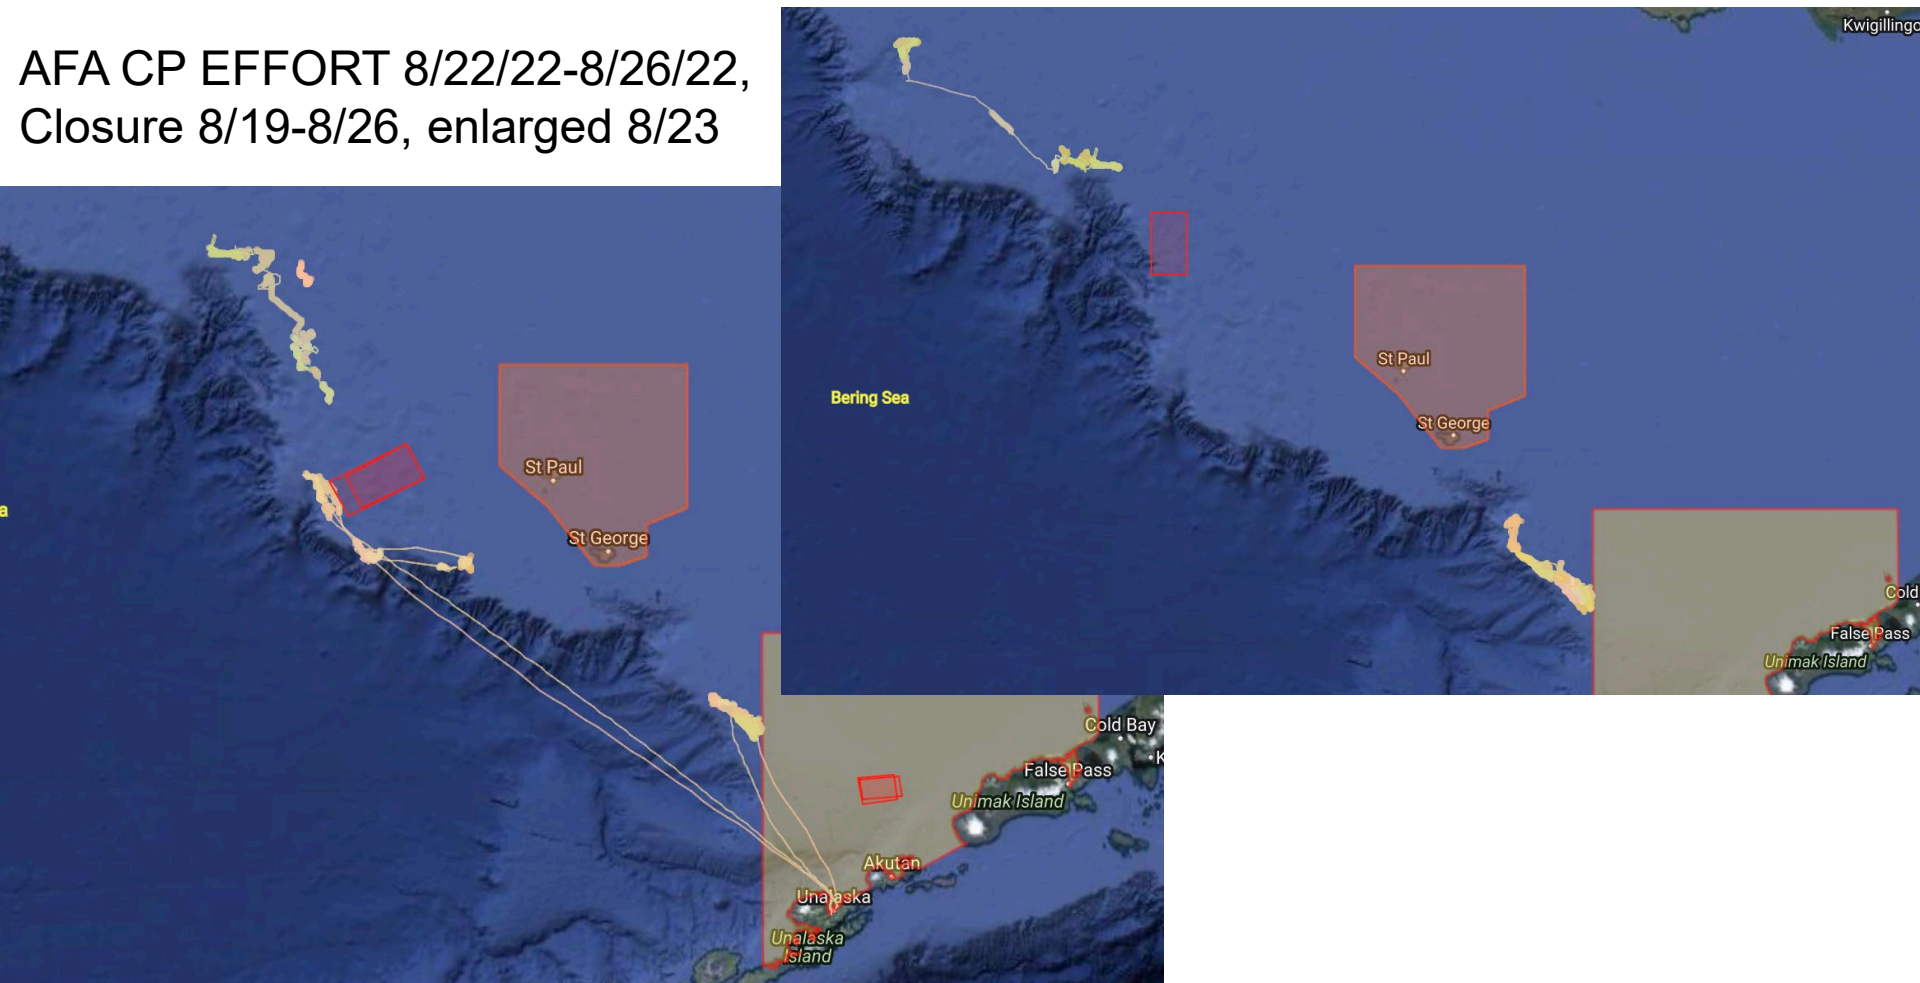 AFA CP EFFORT 8/22/22-8/26/22,
Closure 8/19-8/26, enlarged 8/23
Kwigillingo
Bering Sea
St Paul
St George
Cold
False Pass
Unimak Island
a
St Paul
St George
Cold Bay
K
False Pass
Unimak Island
Akutan
Unalaska
Unalaska
Island